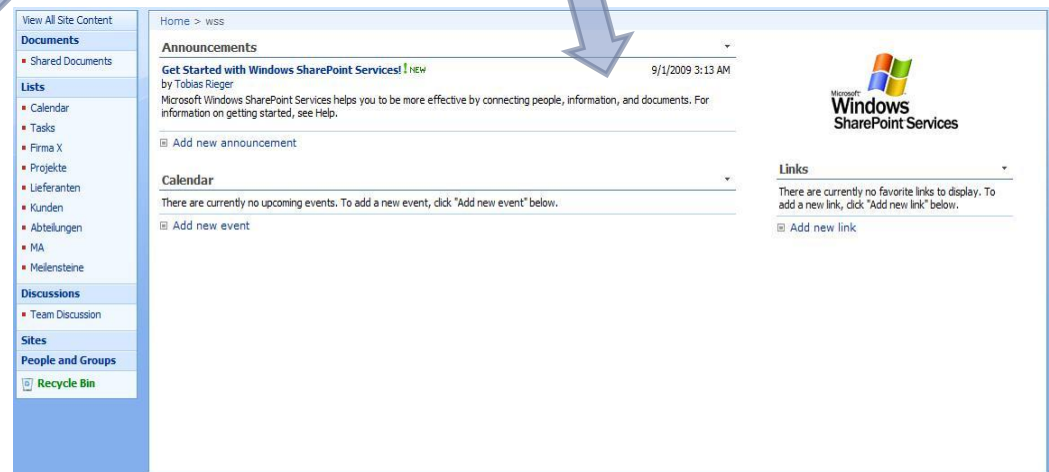 View All Site Content
Documents
Shared Documents
Lists
Calendar
Tasks
Firma X
Projekte
Lieferanten
Kunden
Abteilungen
MA
Meilensteine
Discussions
Team Discussion
Sites
People and Groups
Recycle Bin
Home > wss
Announcements
Get Started with Windows SharePoint Services! ! NEW 9/1/2009 3:13 AM
by Tobias Rieger
Microsoft Windows SharePoint Services helps you to be more effective by connecting people, information, and documents. For
information on getting started, see Help.
Add new announcement
Calendar
There are currently no upcoming events. To add a new event, click "Add new event" below.
Add new event
Microsoft
Windows
SharePoint Services
Links
There are currently no favorite links to display. To
add a new link, click "Add new link" below.
Add new link